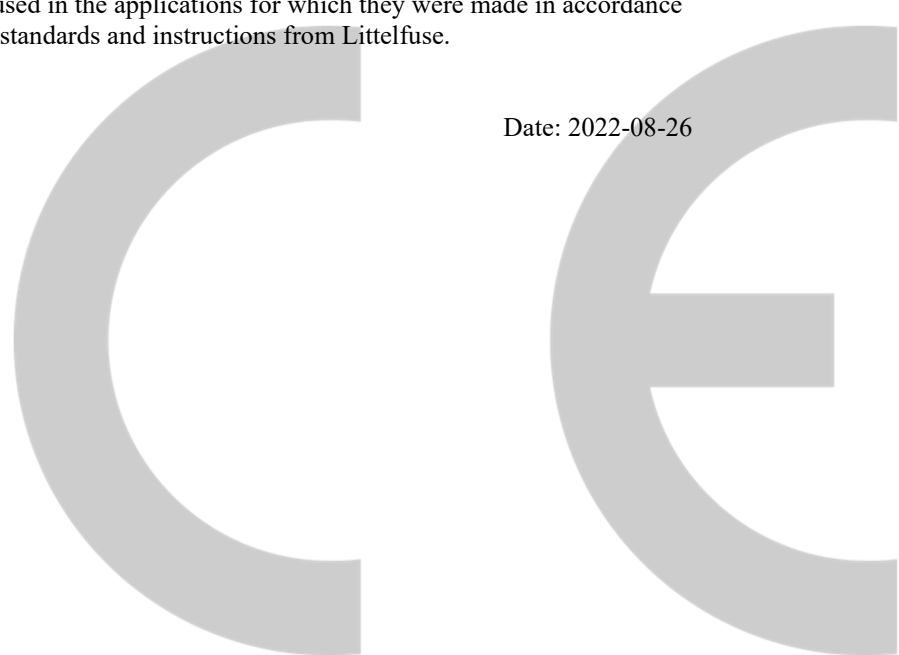 used in the applications for which they were made in accordance
standards and instructions from Littelfuse.
Date: 2022-08-26
CE